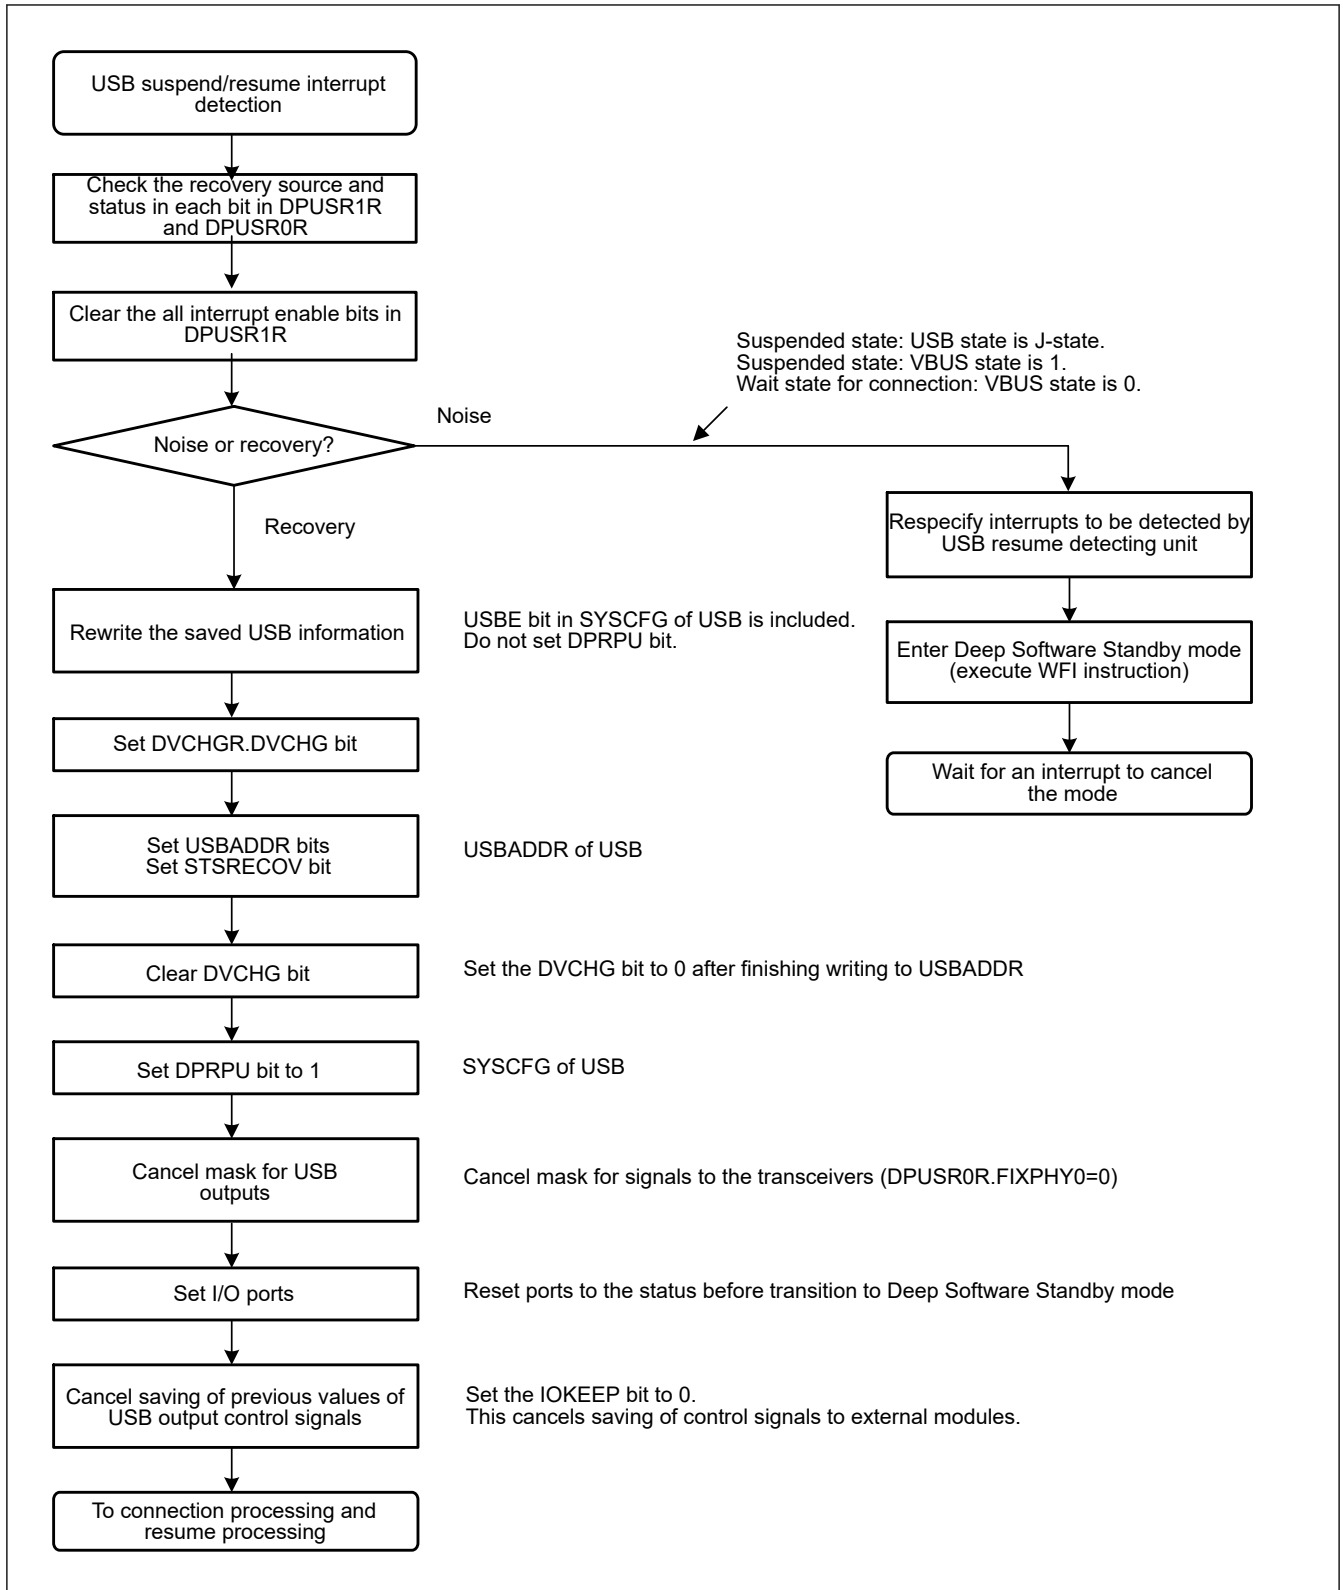 USB suspend/resume interrupt
detection
Check the recovery source and
status in each bit in DPUSR1R
and DPUSR0R
Clear the all interrupt enable bits in
DPUSR1R
Suspended state: USB state is J-state.
Suspended state: VBUS state is 1.
Wait state for connection: VBUS state is 0.
Noise
Noise or recovery?
Recovery
Respecify interrupts to be detected by
USB resume detecting unit
Rewrite the saved USB information
USBE bit in SYSCFG of USB is included.
Do not set DPRPU bit.
Enter Deep Software Standby mode
(execute WFI instruction)
Set DVCHGR.DVCHG bit
Wait for an interrupt to cancel
the mode
Set USBADDR bits
Set STSRECOV bit
USBADDR of USB
Clear DVCHG bit
Set the DVCHG bit to 0 after finishing writing to USBADDR
Set DPRPU bit to 1
SYSCFG of USB
Cancel mask for USB
outputs
Cancel mask for signals to the transceivers (DPUSR0R.FIXPHY0=0)
Set I/O ports
Reset ports to the status before transition to Deep Software Standby mode
Cancel saving of previous values of
USB output control signals
Set the IOKEEP bit to 0.
This cancels saving of control signals to external modules.
To connection processing and
resume processing